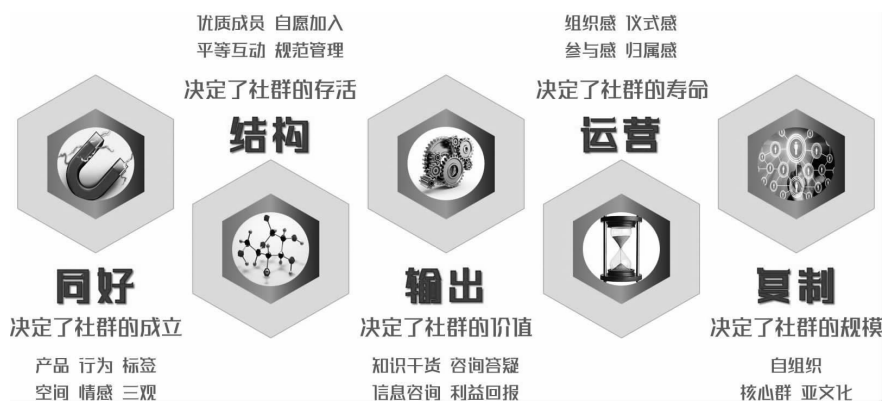 优质成员 自愿加入
平等互动 规范管理
决定了社群的存活
结构
组织感 仪式感
参与感 归属感
决定了社群的寿命
运营
同好
决定了社群的成立
产品 行为 标签
空间 情感 三观
输出
决定了社群的价值
知识干货 咨询答疑
信息咨询 利益回报
复制
决定了社群的规模
自组织
核心群 亚文化